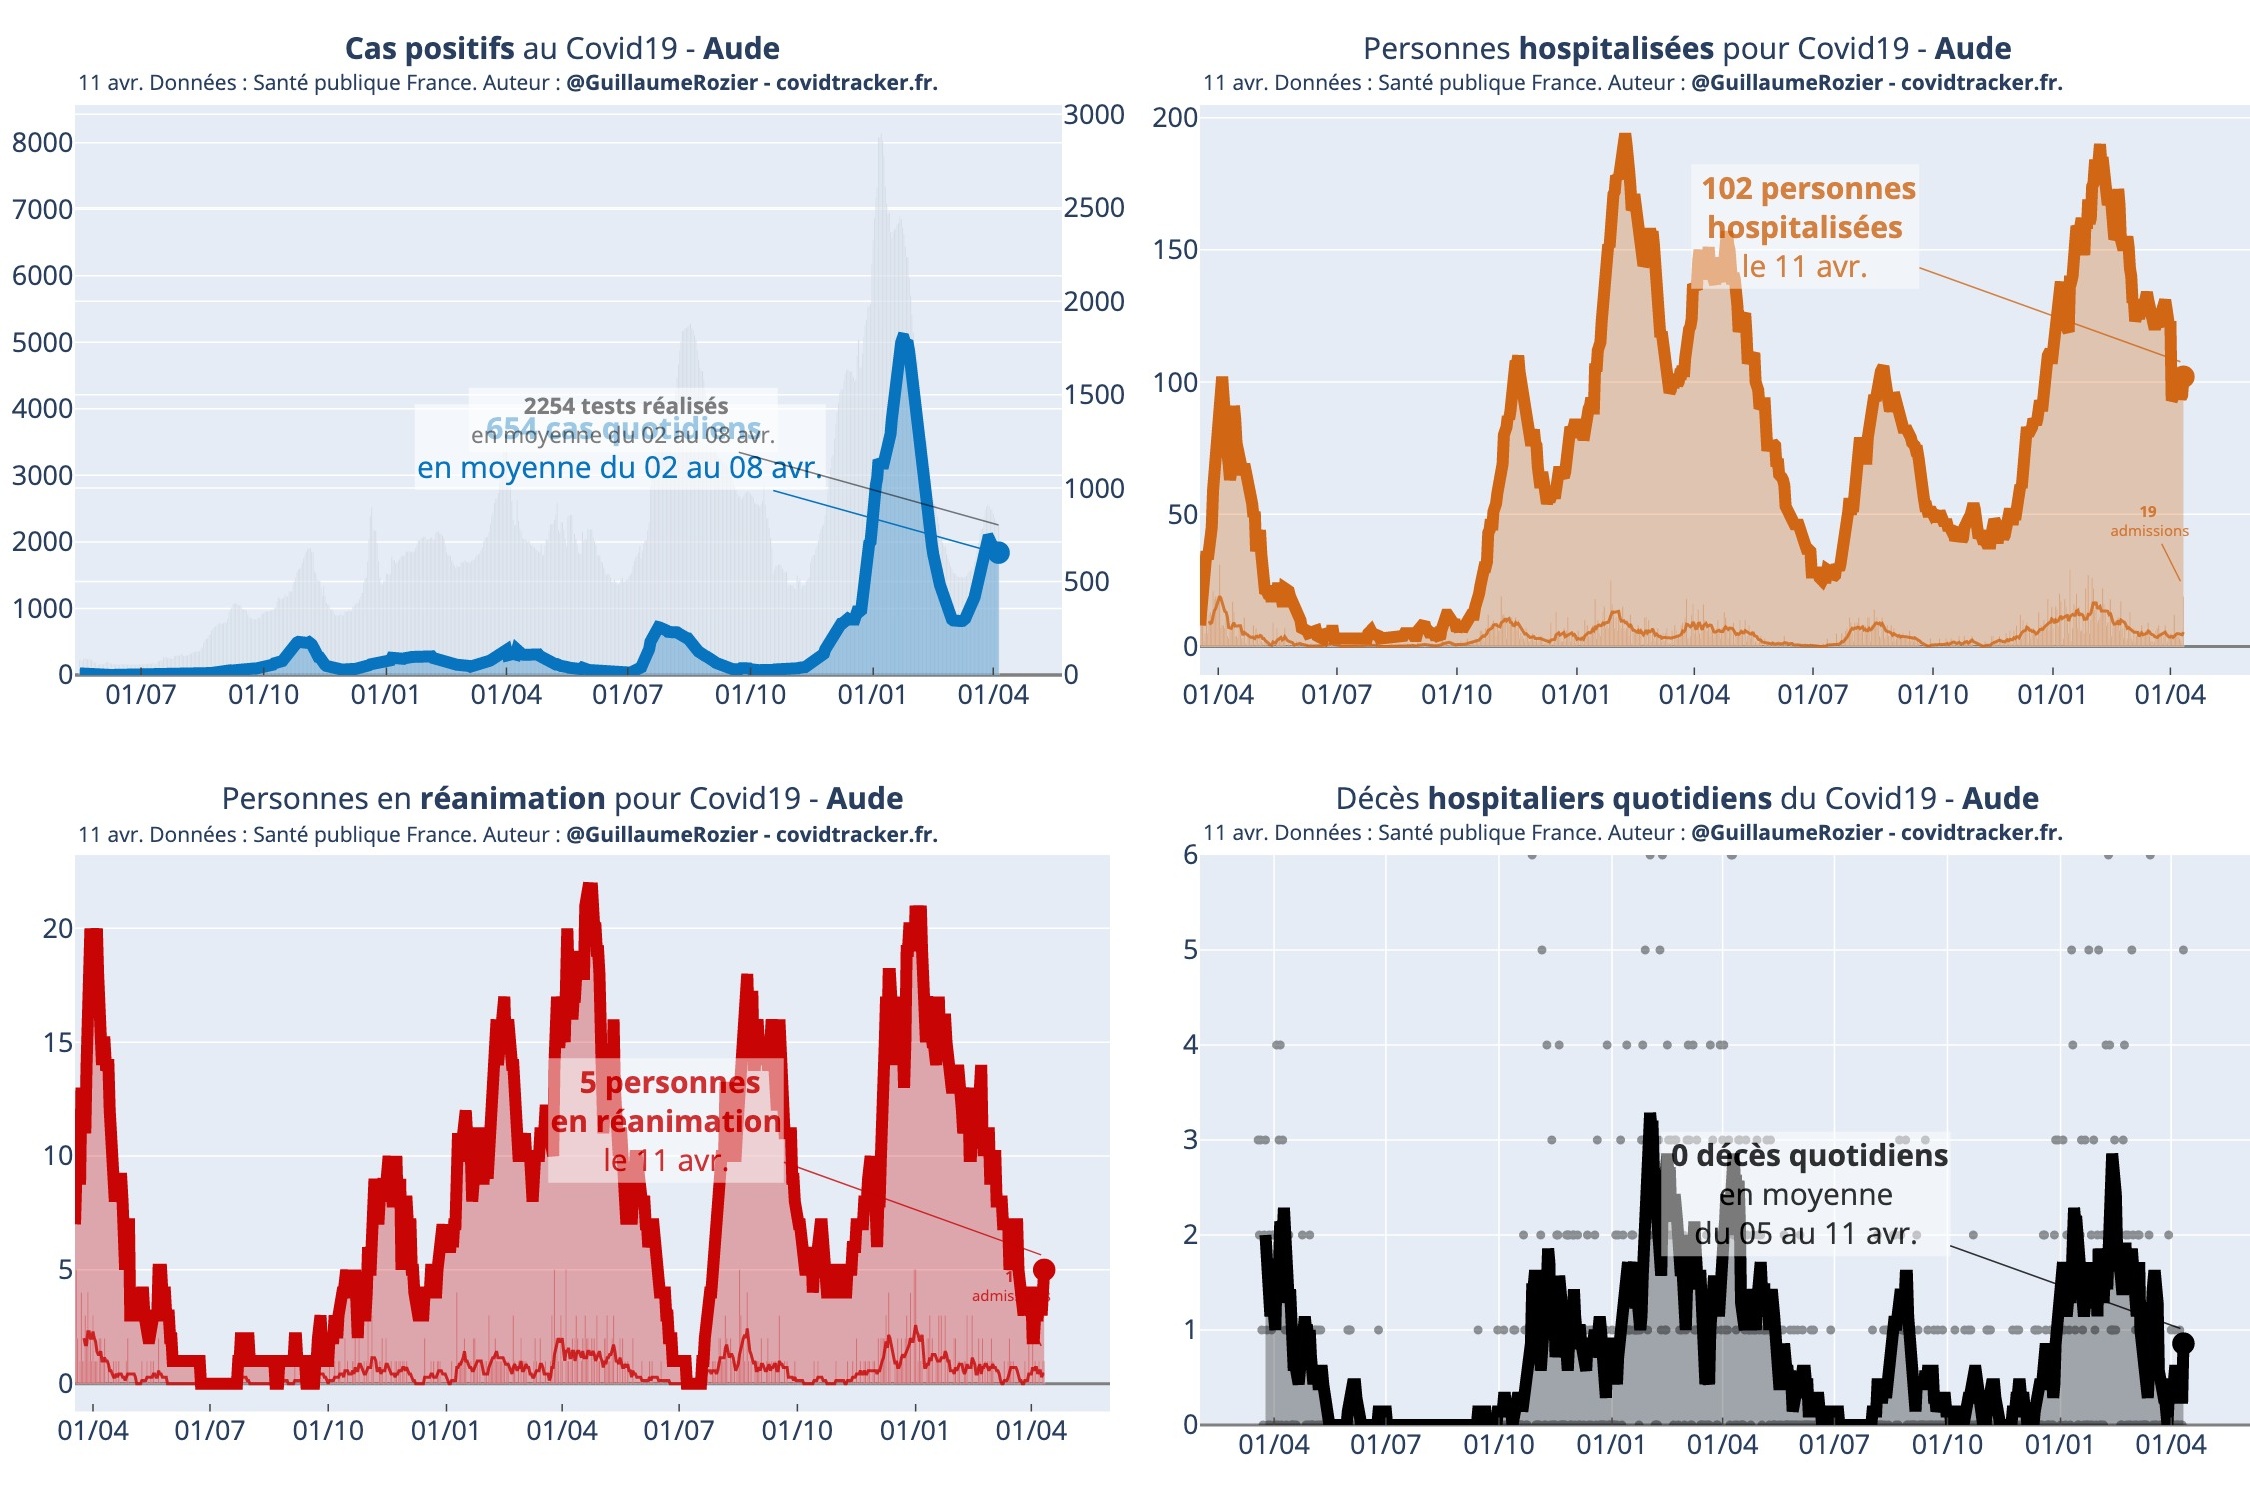 Cas positifs au Covid19 - Aude
11 avr. Données : Santé publique France. Auteur : @GuillaumeRozier - covidtracker.fr.
8000
7000
6000
5000
4000
3000
2000
1000
0
3000
2500
2000
1500
1000
500
0
2254 tests réalisés
en moyenne du 02 au 08 avr.
654 cas quotidiens
en moyenne du 02 au 08 avr.
01/07 01/10 01/01 01/04 01/07 01/10 01/01 01/04
Personnes hospitalisées pour Covid19 - Aude
11 avr. Données : Santé publique France. Auteur : @GuillaumeRozier - covidtracker.fr.
200
150
100
50
0
102 personnes
hospitalisées
le 11 avr.
19
admissions
01/04 01/07 01/10 01/01 01/04 01/07 01/10 01/01 01/04
Personnes en réanimation pour Covid19 - Aude
11 avr. Données : Santé publique France. Auteur : @GuillaumeRozier - covidtracker.fr.
20
15
10
5
0
5 personnes
en réanimation
le 11 avr.
1
admissions
01/04 01/07 01/10 01/01 01/04 01/07 01/10 01/01 01/04
Décès hospitaliers quotidiens du Covid19 - Aude
11 avr. Données : Santé publique France. Auteur : @GuillaumeRozier - covidtracker.fr.
6
5
4
3
2
1
0
0 décès quotidiens
en moyenne
du 05 au 11 avr.
01/04 01/07 01/10 01/01 01/04 01/07 01/10 01/01 01/04